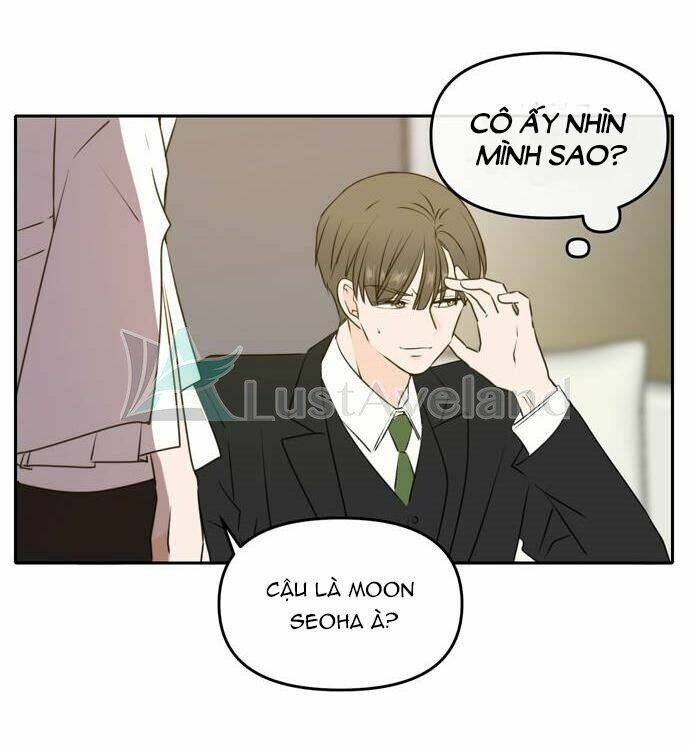 CÔ ẤY NHÌN
MÌNH SAO?
LustAveland
CẬU LÀ MOON
SEOHA À?